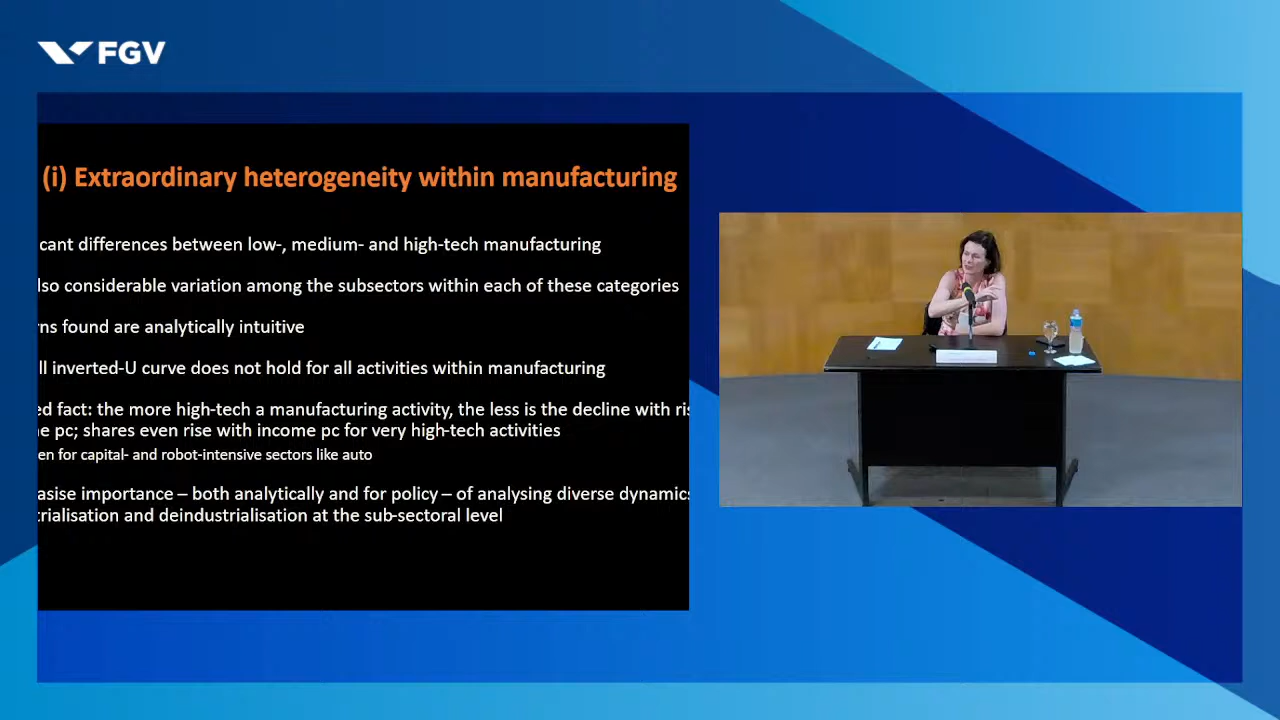 FGV
(i) Extraordinary heterogeneity within manufacturing
cant differences between low-, medium- and high-tech manufacturing
lso considerable variation among the subsectors within each of these categories
rns found are analytically intuitive
ll inverted-U curve does not hold for all activities within manufacturing
ed fact: the more high-tech a manufacturing activity, the less is the decline with ris
e pc; shares even rise with income pc for very high-tech activities
en for capital- and robot-intensive sectors like auto
asise importance – both analytically and for policy – of analysing diverse dynamics
trialisation and deindustrialisation at the sub-sectoral level